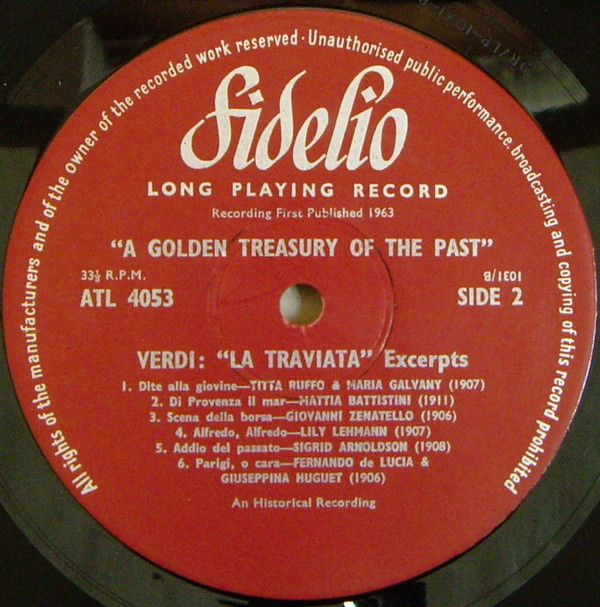 All rights of the manufacturers and of the owner of the recorded work reserved · Unauthorised public performance, broadcasting and copying of this record prohibited
Fidelio
LONG PLAYING RECORD
Recording First Published 1963
"A GOLDEN TREASURY OF THE PAST"
33⅓ R.P.M.
1031/B
ATL 4053
SIDE 2
VERDI: "LA TRAVIATA" Excerpts
1. Dite alla giovine—TITTA RUFFO & MARIA GALVANY (1907)
2. Di Provenza il mar—MATTIA BATTISTINI (1911)
3. Scena della borsa—GIOVANNI ZENATELLO (1906)
4. Alfredo, Alfredo—LILY LEHMANN (1907)
5. Addio del passato—SIGRID ARNOLDSON (1908)
6. Parigi, o cara—FERNANDO de LUCIA &
GIUSEPPINA HUGUET (1906)
An Historical Recording